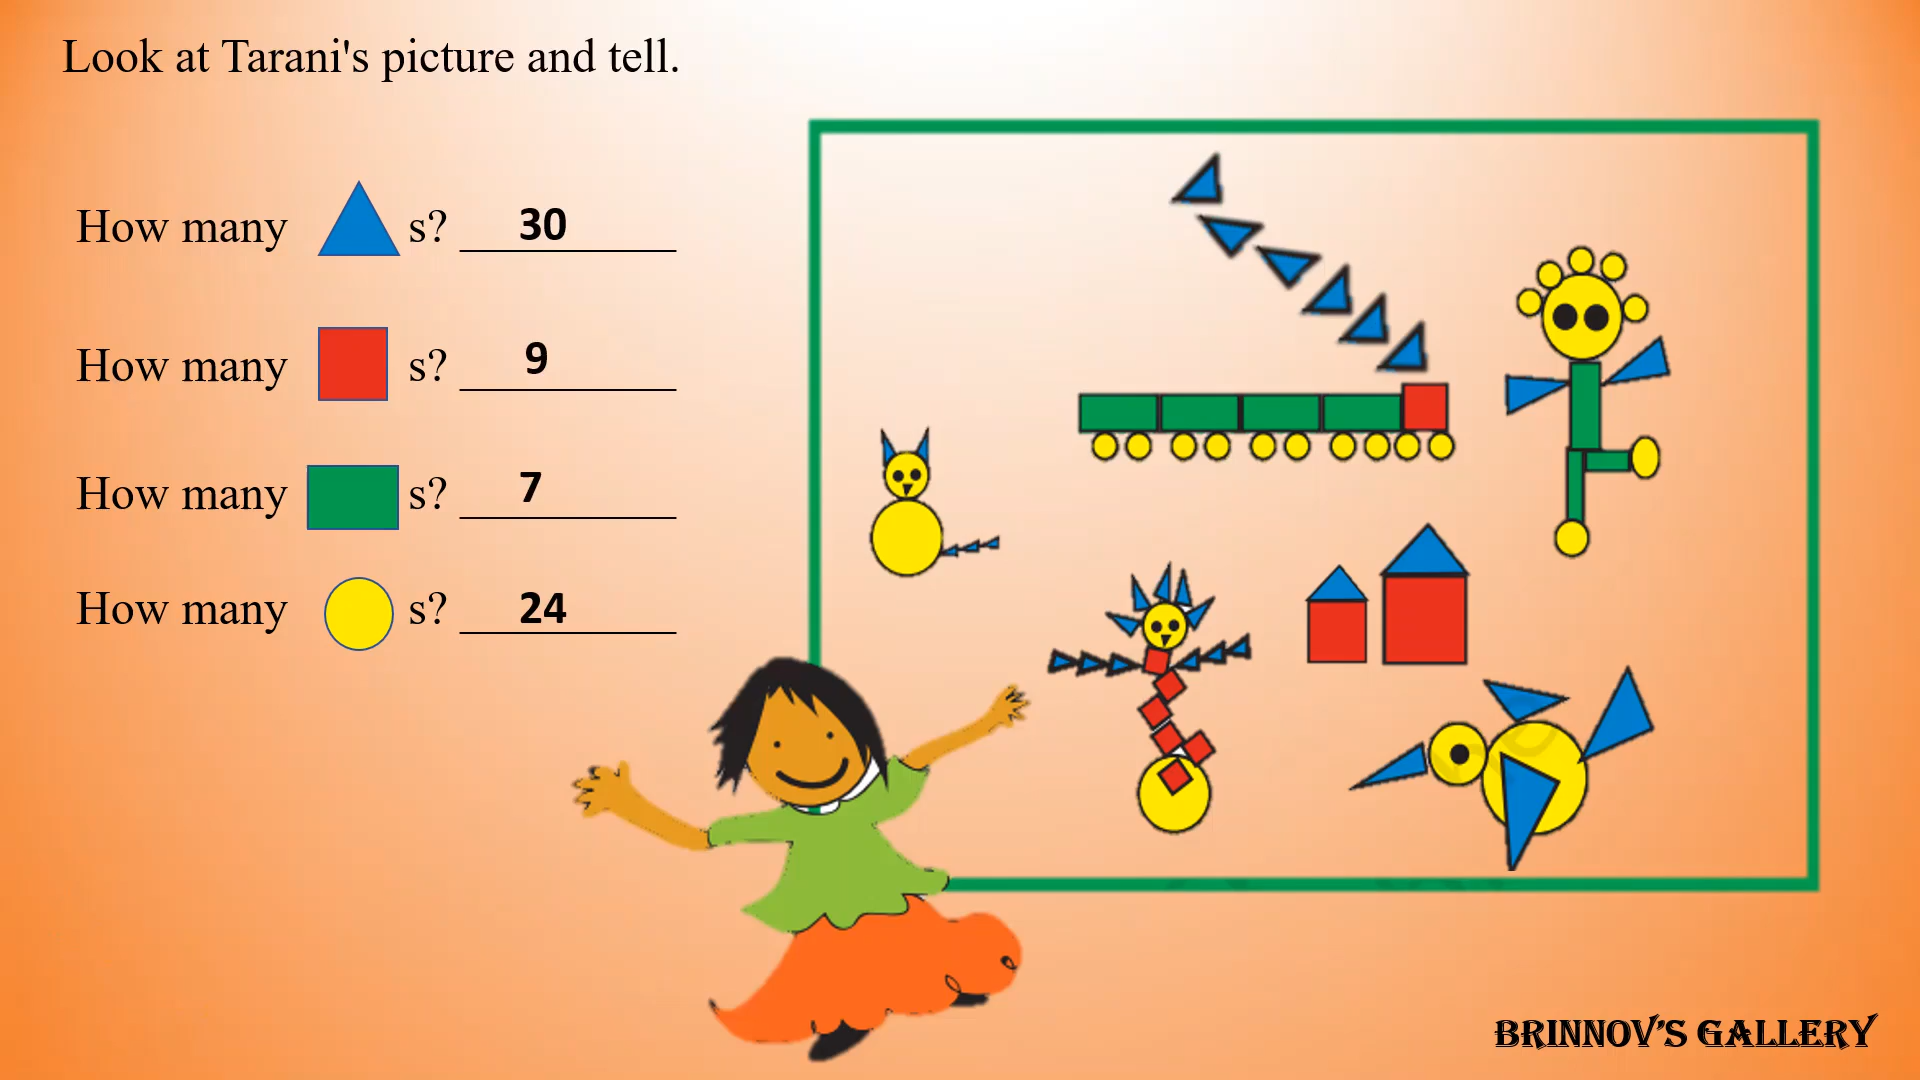 Look at Tarani's picture and tell.
How many s? 30
How many s? 9
How many s? 7
How many s? 24
BRINNOV'S GALLERY